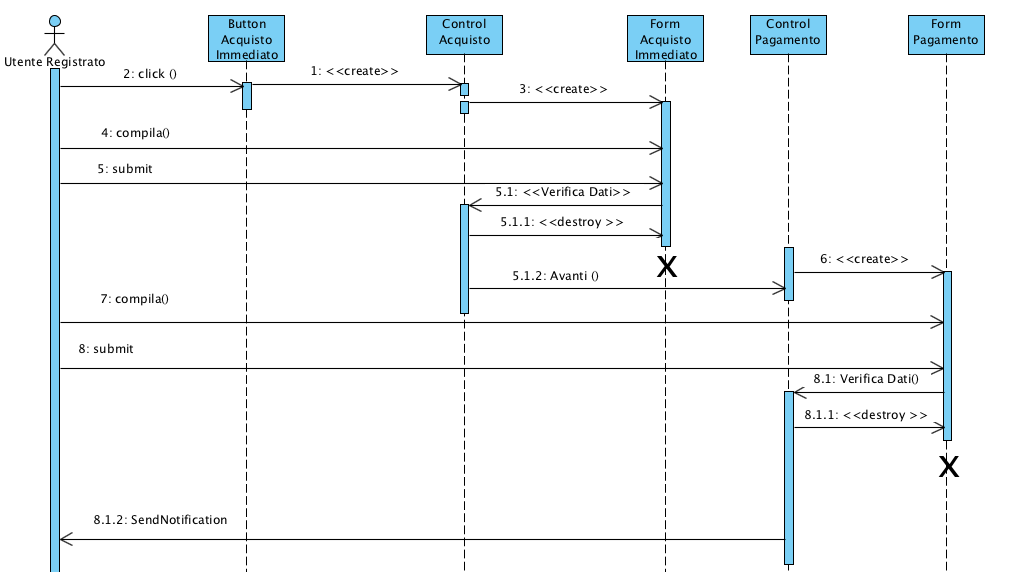 Button
Acquisto
Immediato
Control
Acquisto
Form
Acquisto
Immediato
Control
Pagamento
Form
Pagamento
Utente Registrato
2: click ()
1: <<create>>
3: <<create>>
4: compila()
5: submit
5.1: <<Verifica Dati>>
5.1.1: <<destroy >>
6: <<create>>
5.1.2: Avanti ()
7: compila()
8: submit
8.1: Verifica Dati()
8.1.1: <<destroy >>
8.1.2: SendNotification